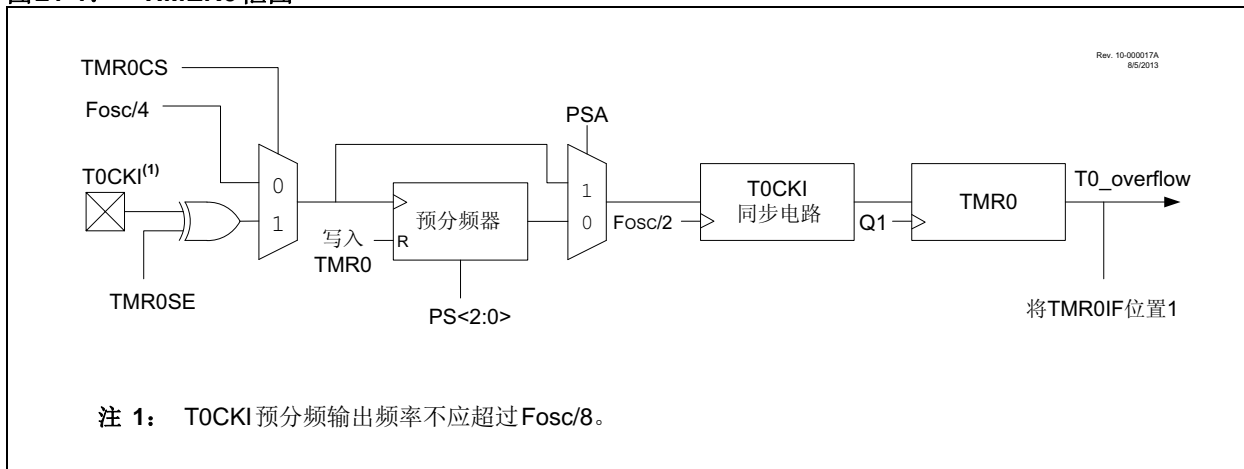 Rev. 10-000017A
8/5/2013
TMR0CS
Fosc/4
T0CKI(1)
0
1
TMR0SE
预分频器
R
写入
TMR0
PS<2:0>
PSA
1
0
Fosc/2
T0CKI
同步电路
Q1
TMR0
T0_overflow
将TMR0IF位置1
注 1： T0CKI预分频输出频率不应超过Fosc/8。